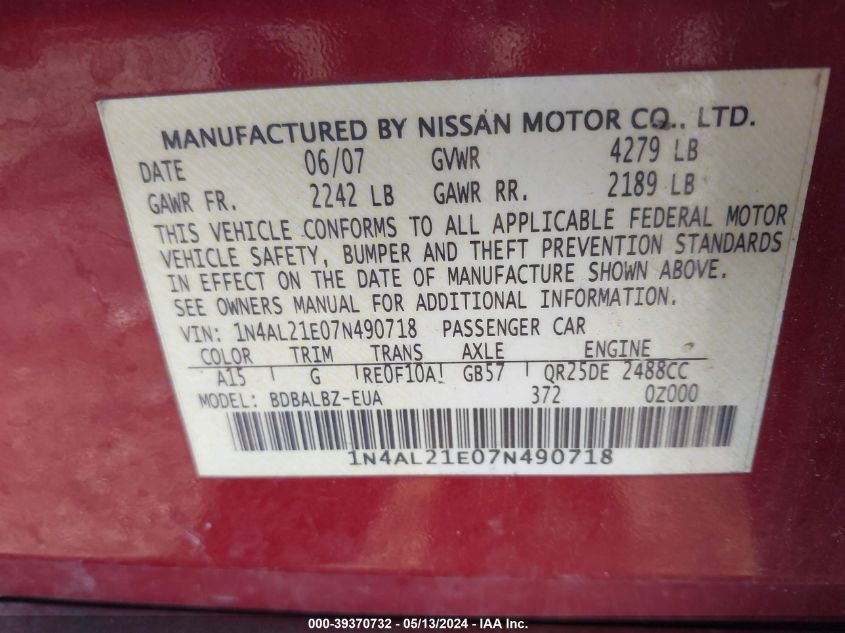 MANUFACTURED BY NISSAN MOTOR CO., LTD.
DATE 06/07 GVWR 4279 LB
GAWR FR. 2242 LB GAWR RR. 2189 LB
THIS VEHICLE CONFORMS TO ALL APPLICABLE FEDERAL MOTOR
VEHICLE SAFETY, BUMPER AND THEFT PREVENTION STANDARDS
IN EFFECT ON THE DATE OF MANUFACTURE SHOWN ABOVE.
SEE OWNERS MANUAL FOR ADDITIONAL INFORMATION.
VIN: 1N4AL21E07N490718 PASSENGER CAR
COLOR TRIM TRANS AXLE ENGINE
A15 G RE0F10A GB57 QR25DE 2488CC
MODEL: BDBALBZ-EUA 372 0Z000
1N4AL21E07N490718
000-39370732 - 05/13/2024 - IAA Inc.